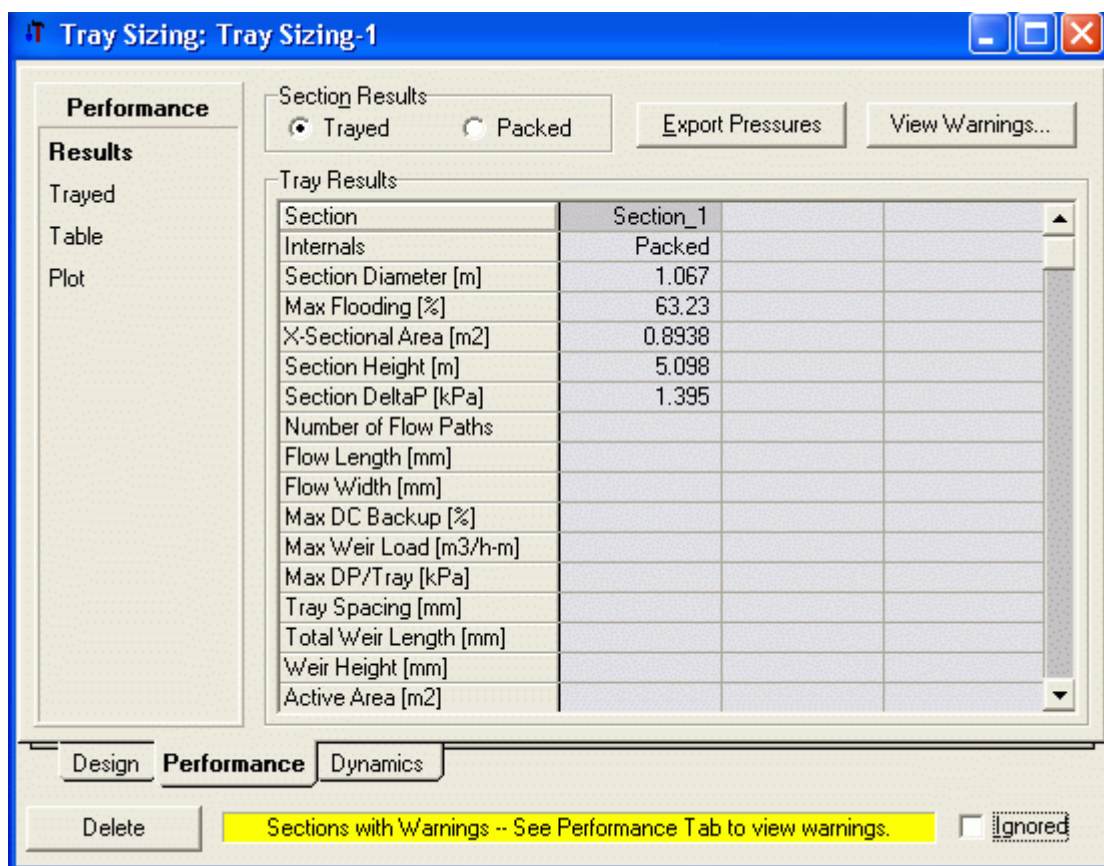 Tray Sizing: Tray Sizing-1
Performance
Results
Trayed
Table
Plot
Section Results
Trayed Packed
Export Pressures
View Warnings...
Tray Results
Section Section_1
Internals Packed
Section Diameter [m] 1.067
Max Flooding [%] 63.23
X-Sectional Area [m2] 0.8938
Section Height [m] 5.098
Section DeltaP [kPa] 1.395
Number of Flow Paths
Flow Length [mm]
Flow Width [mm]
Max DC Backup [%]
Max Weir Load [m3/h-m]
Max DP/Tray [kPa]
Tray Spacing [mm]
Total Weir Length [mm]
Weir Height [mm]
Active Area [m2]
Design Performance Dynamics
Delete
Sections with Warnings -- See Performance Tab to view warnings.
Ignored